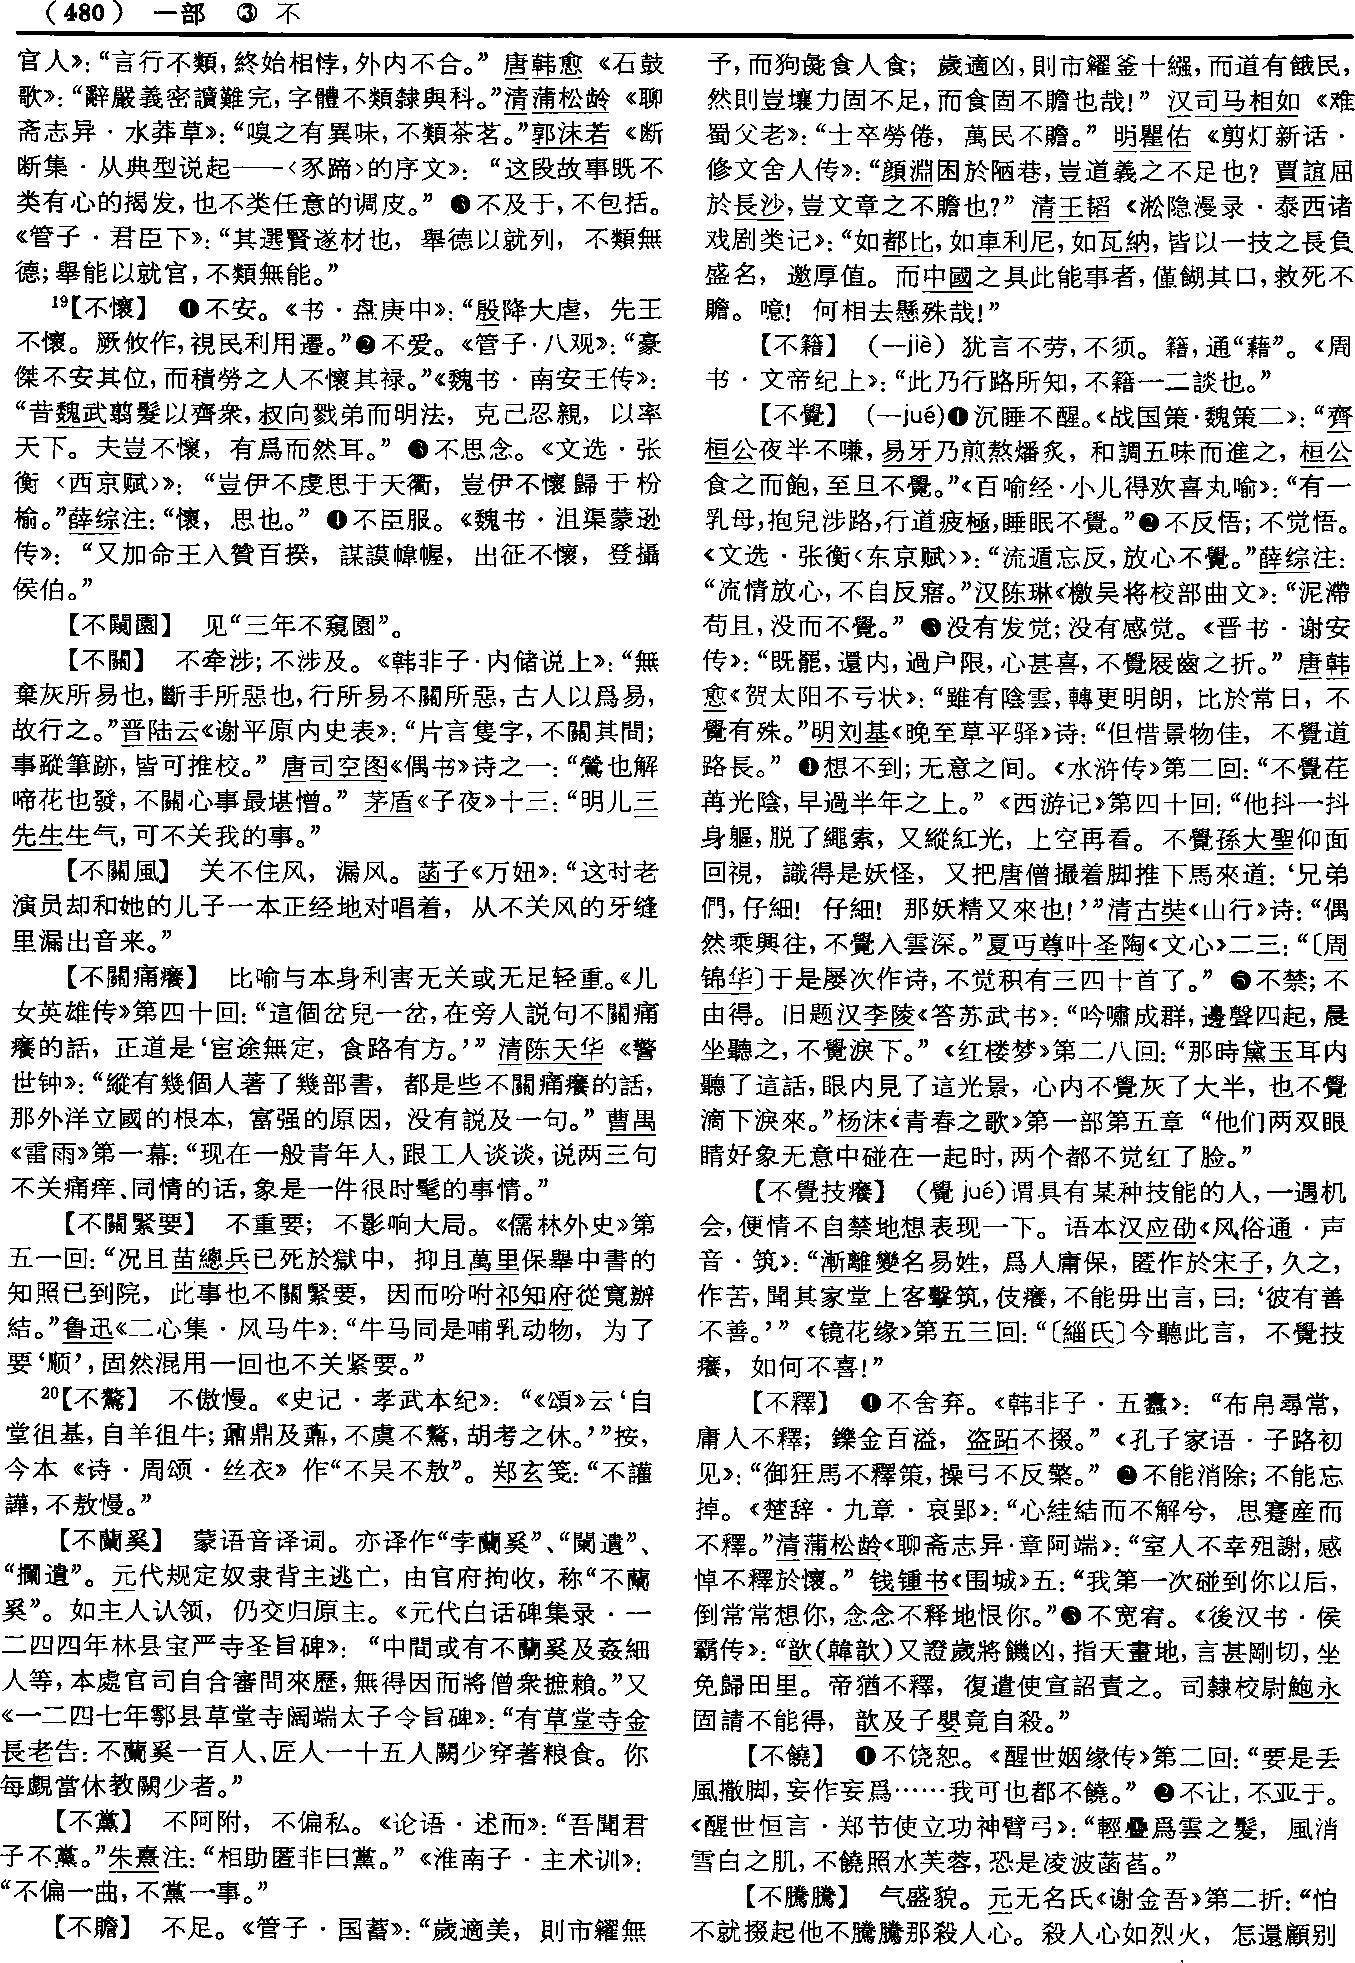 （480） 一部 ③ 不
官人》：“言行不類，終始相悖，外内不合。” 唐韩愈 《石鼓
歌》：“辭嚴義密讀難完，字體不類隸與科。”清蒲松龄 《聊
斋志异·水莽草》：“嗅之有異味，不類茶茗。”郭沫若 《断
断集·从典型说起——〈豕蹄〉的序文》：“这段故事既不
类有心的揭发，也不类任意的调皮。” ❸不及于，不包括。
《管子·君臣下》：“其選賢遂材也，舉德以就列，不類無
德；舉能以就官，不類無能。”
19【不懷】 ❶不安。《书·盘庚中》：“殷降大虐，先王
不懷。厥攸作，視民利用遷。”❷不爱。《管子·八观》：“豪
傑不安其位，而積勞之人不懷其禄。”《魏书·南安王传》：
“昔魏武翦髮以齊衆，叔向戮弟而明法，克己忍親，以率
天下。夫豈不懷，有爲而然耳。” ❸不思念。《文选·张
衡〈西京赋〉》：“豈伊不虔思于天衢，豈伊不懷歸于枌
榆。”薛综注：“懷，思也。” ❹不臣服。《魏书·沮渠蒙逊
传》：“又加命王入贊百揆，謀謨幃幄，出征不懷，登攝
侯伯。”
【不闚園】 见“三年不窺園”。
【不關】 不牵涉；不涉及。《韩非子·内储说上》：“無
棄灰所易也，斷手所惡也，行所易不關所惡，古人以爲易，
故行之。”晋陆云《谢平原内史表》：“片言隻字，不關其間；
事蹤筆跡，皆可推校。” 唐司空图《偶书》诗之一：“鶯也解
啼花也發，不關心事最堪憎。” 茅盾《子夜》十三：“明儿三
先生生气，可不关我的事。”
【不關風】 关不住风，漏风。菡子《万妞》：“这时老
演员却和她的儿子一本正经地对唱着，从不关风的牙缝
里漏出音来。”
【不關痛癢】 比喻与本身利害无关或无足轻重。《儿
女英雄传》第四十回：“這個岔兒一岔，在旁人説句不關痛
癢的話，正道是‘宦途無定，食路有方。’” 清陈天华 《警
世钟》：“縱有幾個人著了幾部書，都是些不關痛癢的話，
那外洋立國的根本，富强的原因，没有説及一句。” 曹禺
《雷雨》第一幕：“现在一般青年人，跟工人谈谈，说两三句
不关痛痒、同情的话，象是一件很时髦的事情。”
【不關緊要】 不重要；不影响大局。《儒林外史》第
五一回：“况且苗總兵已死於獄中，抑且萬里保舉中書的
知照已到院，此事也不關緊要，因而吩咐祁知府從寬辦
結。”鲁迅《二心集·风马牛》：“牛马同是哺乳动物，为了
要‘顺’，固然混用一回也不关紧要。”
20【不驁】 不傲慢。《史记·孝武本纪》：“《頌》云‘自
堂徂基，自羊徂牛；鼐鼎及鼒，不虞不驁，胡考之休。’”按，
今本《诗·周颂·丝衣》作“不吴不敖”。郑玄笺：“不讙
譁，不敖慢。”
【不蘭奚】 蒙语音译词。亦译作“孛蘭奚”、“闌遺”、
“攔遺”。元代规定奴隶背主逃亡，由官府拘收，称“不蘭
奚”。如主人认领，仍交归原主。《元代白话碑集录·一
二四四年林县宝严寺圣旨碑》：“中間或有不蘭奚及姦細
人等，本處官司自合審問來歷，無得因而將僧衆摭賴。”又
《一二四七年鄠县草堂寺阔端太子令旨碑》：“有草堂寺金
長老告：不蘭奚一百人、匠人一十五人闕少穿著粮食。你
每覷當休教闕少者。”
【不黨】 不阿附，不偏私。《论语·述而》：“吾聞君
子不黨。”朱熹注：“相助匿非曰黨。”《淮南子·主术训》：
“不偏一曲，不黨一事。”
【不贍】 不足。《管子·国蓄》：“歲適美，則市糴無
予，而狗彘食人食；歲適凶，則市糴釜十繦，而道有餓民，
然則豈壤力固不足，而食固不贍也哉！” 汉司马相如 《难
蜀父老》：“士卒勞倦，萬民不贍。” 明瞿佑 《剪灯新话·
修文舍人传》：“顔淵困於陋巷，豈道義之不足也？賈誼屈
於長沙，豈文章之不贍也？” 清王韬 《淞隐漫录·泰西诸
戏剧类记》：“如都比，如車利尼，如瓦納，皆以一技之長負
盛名，邀厚值。而中國之具此能事者，僅餬其口，救死不
贍。噫！何相去懸殊哉！”
【不籍】 （—jiè）犹言不劳，不须。籍，通“藉”。《周
书·文帝纪上》：“此乃行路所知，不籍一二談也。”
【不覺】 （—jué）❶沉睡不醒。《战国策·魏策二》：“齊
桓公夜半不嗛，易牙乃煎熬燔炙，和調五味而進之，桓公
食之而飽，至旦不覺。”《百喻经·小儿得欢喜丸喻》：“有一
乳母，抱兒涉路，行道疲極，睡眠不覺。”❷不反悟；不觉悟。
《文选·张衡〈东京赋〉》：“流遁忘反，放心不覺。”薛综注：
“流情放心，不自反寤。”汉陈琳《檄吴将校部曲文》：“泥滯
苟且，没而不覺。” ❸没有发觉；没有感觉。《晋书·谢安
传》：“既罷，還内，過户限，心甚喜，不覺屐齒之折。” 唐韩
愈《贺太阳不亏状》：“雖有陰雲，轉更明朗，比於常日，不
覺有殊。”明刘基《晚至草平驿》诗：“但惜景物佳，不覺道
路長。” ❹想不到；无意之间。《水浒传》第二回：“不覺荏
苒光陰，早過半年之上。”《西游记》第四十回：“他抖一抖
身軀，脱了繩索，又縱紅光，上空再看。不覺孫大聖仰面
回視，識得是妖怪，又把唐僧撮着脚推下馬來道：‘兄弟
們，仔細！仔細！那妖精又來也！’”清古奘《山行》诗：“偶
然乘興往，不覺入雲深。”夏丏尊叶圣陶《文心》二三：“〔周
锦华〕于是屡次作诗，不觉积有三四十首了。” ❺不禁；不
由得。旧题汉李陵《答苏武书》：“吟嘯成群，邊聲四起，晨
坐聽之，不覺淚下。”《红楼梦》第二八回：“那時黛玉耳内
聽了這話，眼内見了這光景，心内不覺灰了大半，也不覺
滴下淚來。”杨沫《青春之歌》第一部第五章 “他们两双眼
睛好象无意中碰在一起时，两个都不觉红了脸。”
【不覺技癢】 （覺 jué）谓具有某种技能的人，一遇机
会，便情不自禁地想表现一下。语本汉应劭《风俗通·声
音·筑》：“漸離變名易姓，爲人庸保，匿作於宋子，久之，
作苦，聞其家堂上客擊筑，伎癢，不能毋出言，曰：‘彼有善
不善。’”《镜花缘》第五三回：“〔緇氏〕今聽此言，不覺技
癢，如何不喜！”
【不釋】 ❶不舍弃。《韩非子·五蠹》：“布帛尋常，
庸人不釋；鑠金百溢，盗跖不掇。”《孔子家语·子路初
见》：“御狂馬不釋策，操弓不反檠。” ❷不能消除；不能忘
掉。《楚辞·九章·哀郢》：“心絓結而不解兮，思蹇産而
不釋。”清蒲松龄《聊斋志异·章阿端》：“室人不幸殂謝，感
悼不釋於懷。” 钱锺书《围城》五：“我第一次碰到你以后，
倒常常想你，念念不释地恨你。”❸不宽宥。《後汉书·侯
霸传》：“歆（韓歆）又證歲將饑凶，指天畫地，言甚剛切，坐
免歸田里。帝猶不釋，復遣使宣詔責之。司隸校尉鮑永
固請不能得，歆及子嬰竟自殺。”
【不饒】 ❶不饶恕。《醒世姻缘传》第二回：“要是丢
風撒脚，妄作妄爲……我可也都不饒。” ❷不让，不亚于。
《醒世恒言·郑节使立功神臂弓》：“輕疊爲雲之髮，風消
雪白之肌，不饒照水芙蓉，恐是凌波菡萏。”
【不騰騰】 气盛貌。元无名氏《谢金吾》第二折：“怕
不就掇起他不騰騰那殺人心。殺人心如烈火，怎還顧别